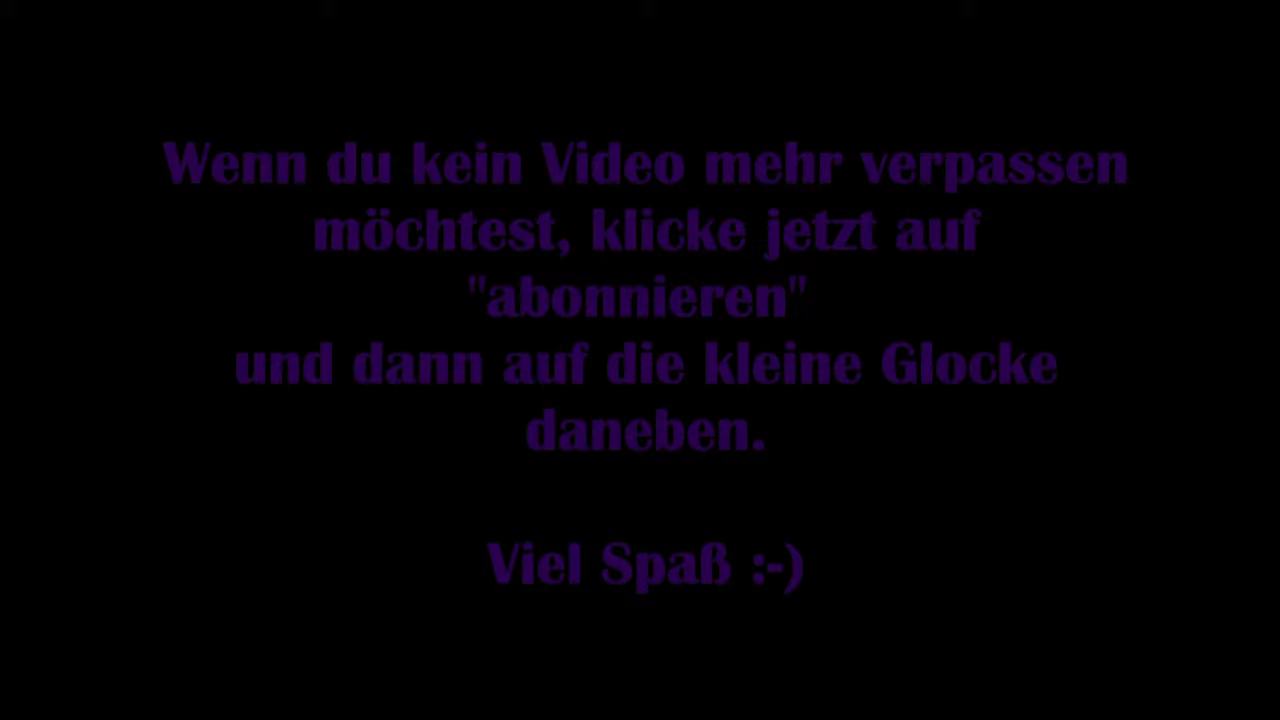 Wenn du kein Video mehr verpassen
möchtest, klicke jetzt auf
"abonnieren"
und dann auf die kleine Glocke
daneben.
Viel Spaß :-)